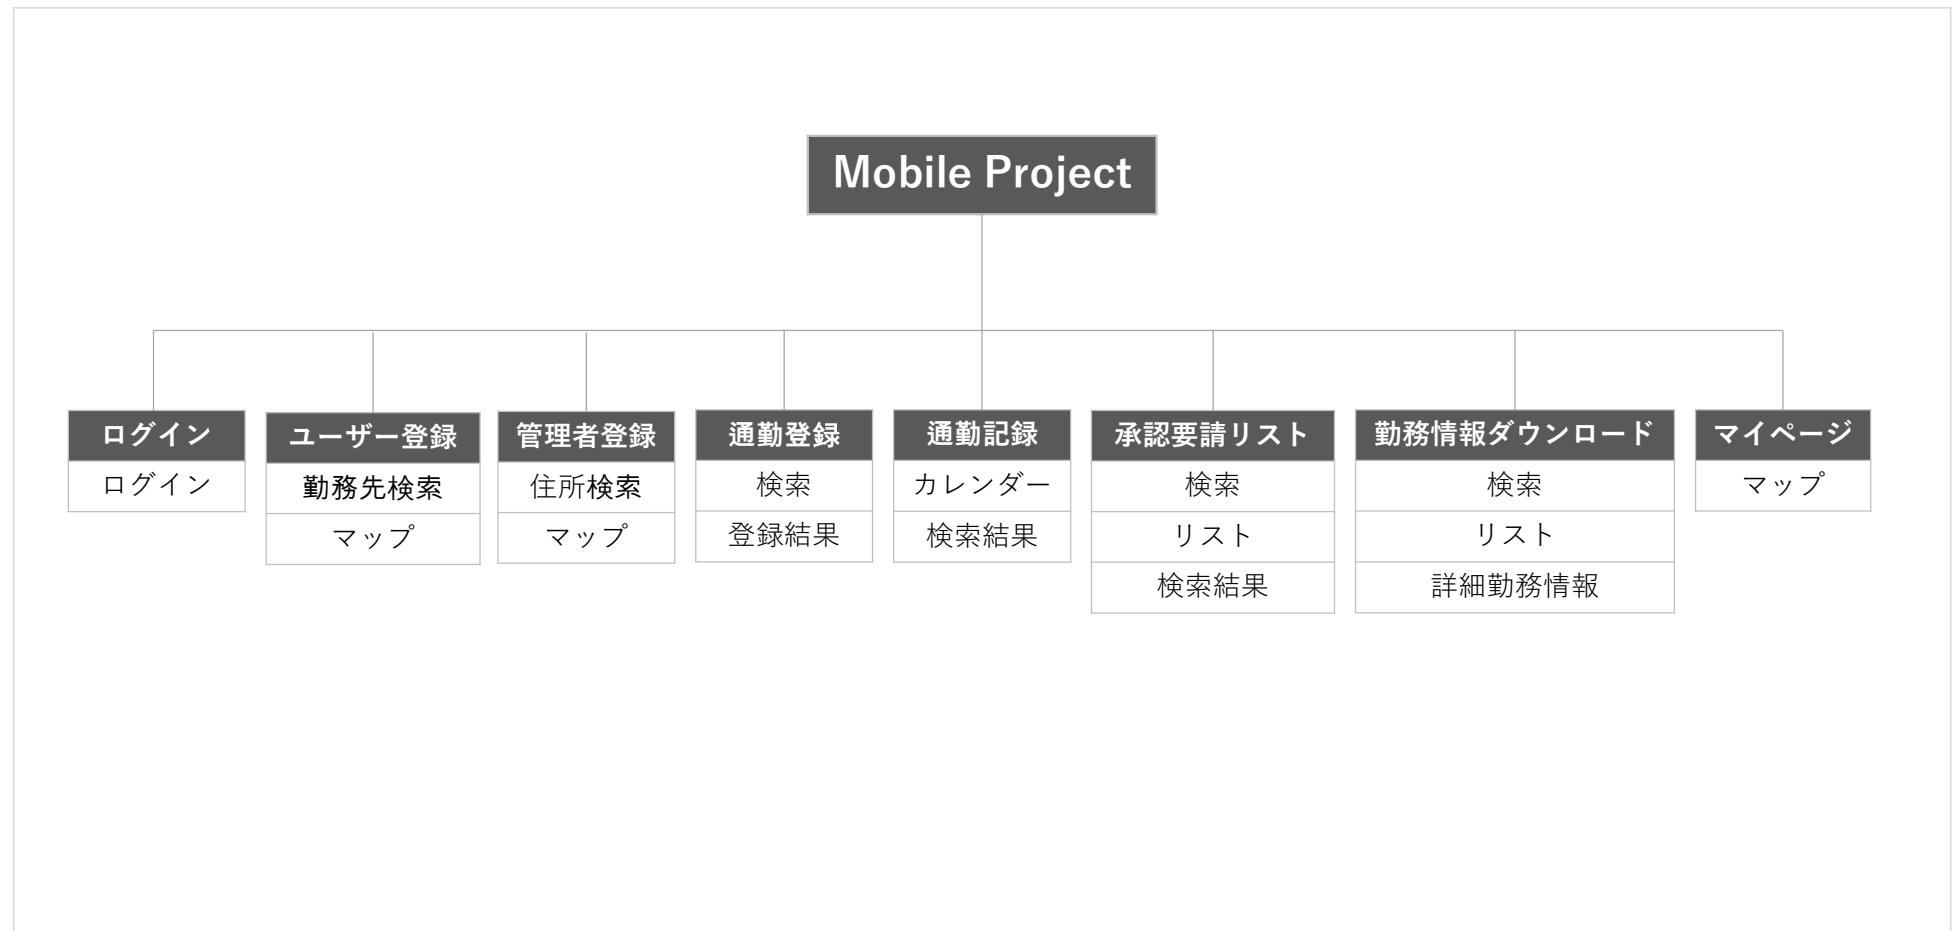 Mobile Project
ログイン
ログイン
ユーザー登録
勤務先検索
マップ
管理者登録
住所検索
マップ
通勤登録
検索
登録結果
通勤記録
カレンダー
検索結果
承認要請リスト
検索
リスト
検索結果
勤務情報ダウンロード
検索
リスト
詳細勤務情報
マイページ
マップ